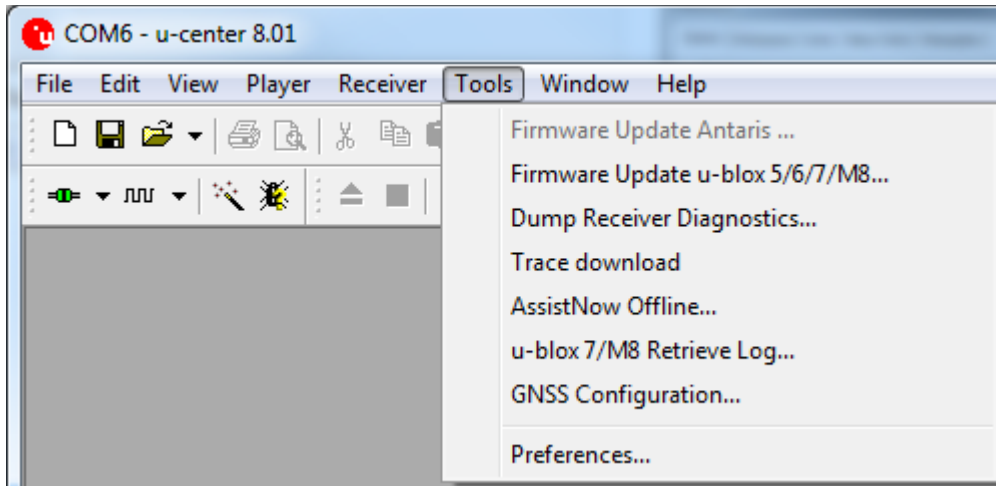 COM6 - u-center 8.01
File Edit View Player Receiver Tools Window Help
Firmware Update Antaris ...
Firmware Update u-blox 5/6/7/M8...
Dump Receiver Diagnostics...
Trace download
AssistNow Offline...
u-blox 7/M8 Retrieve Log...
GNSS Configuration...
Preferences...